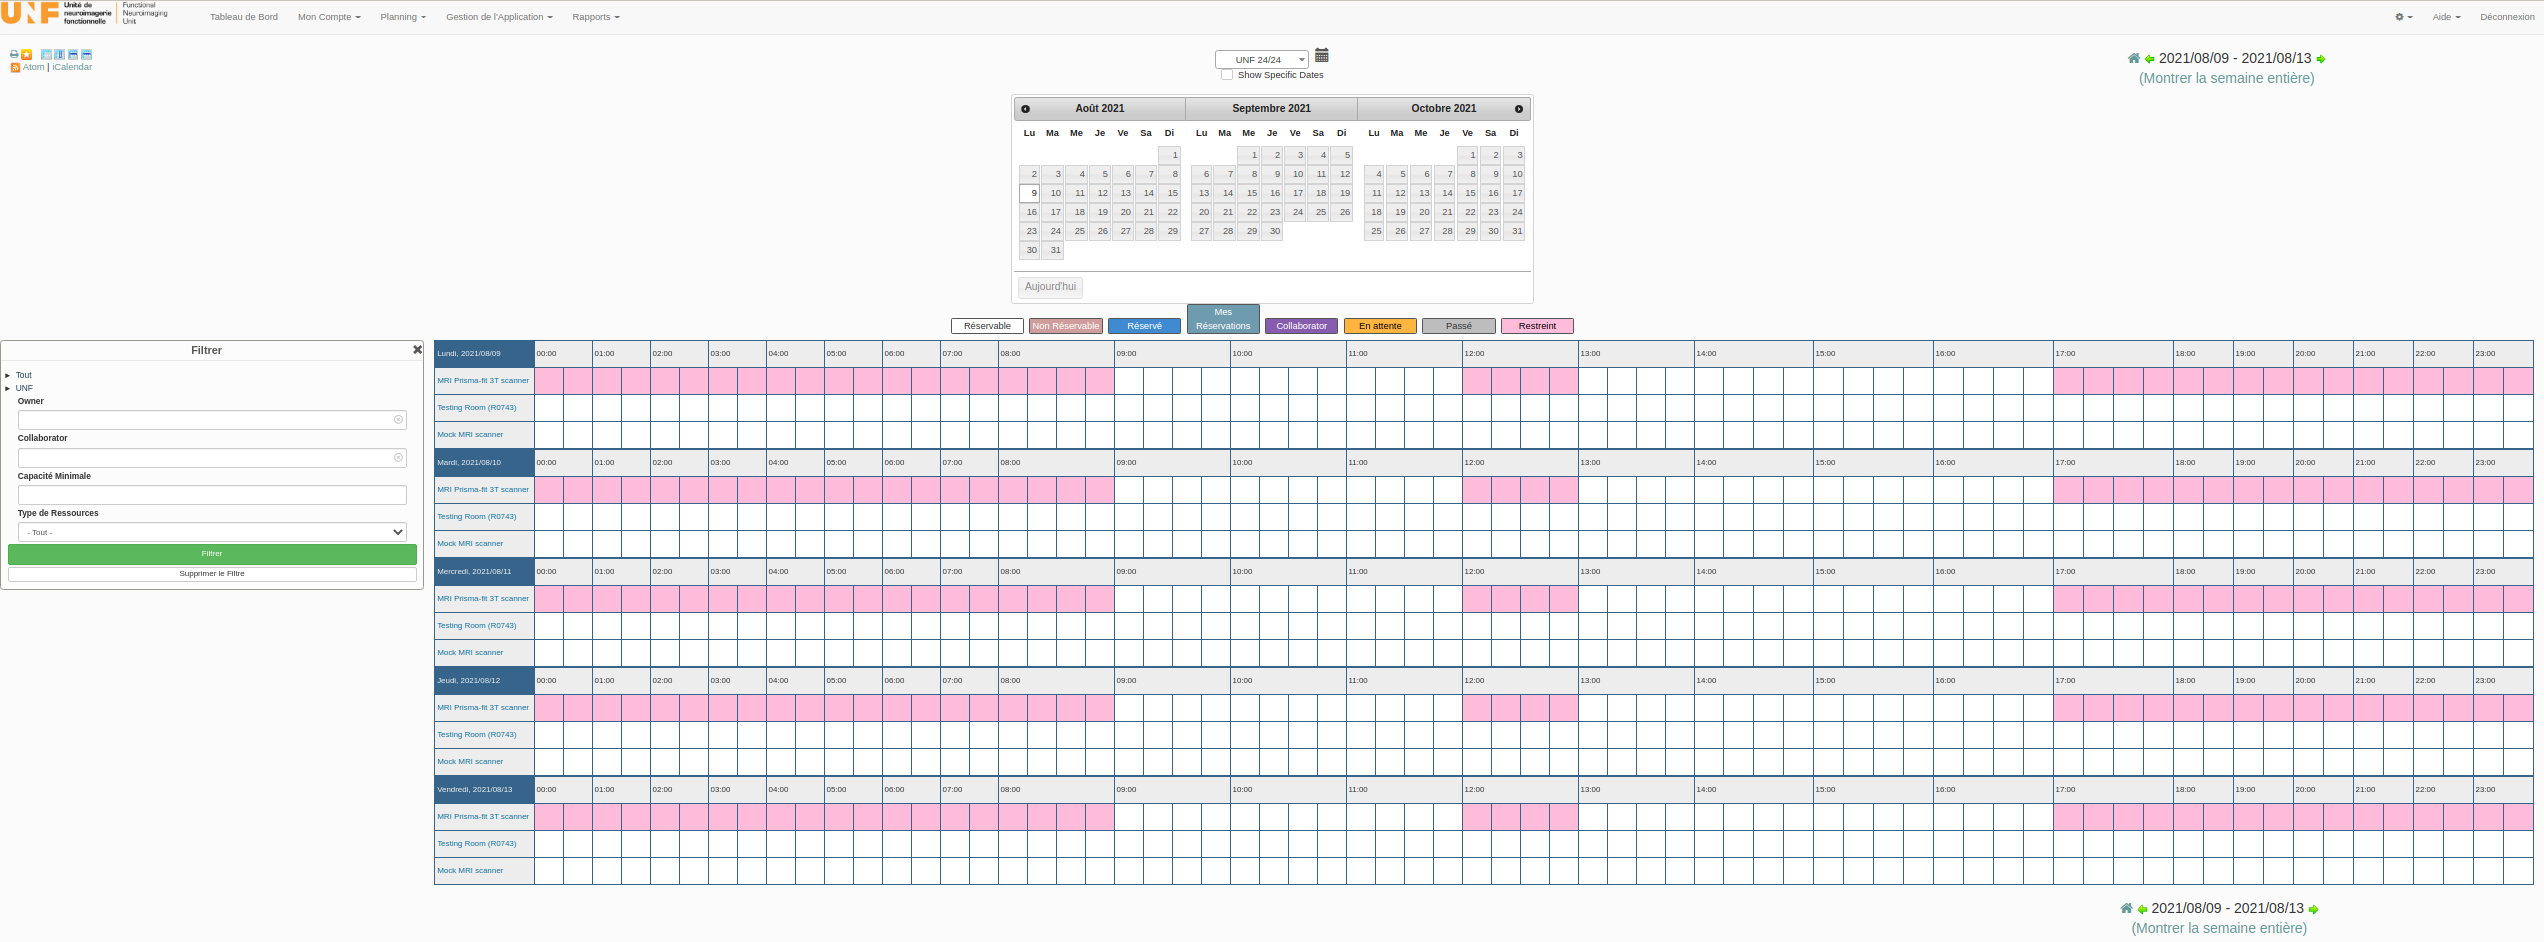 UNF Unité de neuroimagerie fonctionnelle Functional Neuroimaging Unit
Tableau de Bord Mon Compte Planning Gestion de l'Application Rapports Aide Déconnexion
Atom | iCalendar
UNF 24/24
Show Specific Dates
2021/08/09 - 2021/08/13
(Montrer la semaine entière)
Août 2021 Septembre 2021 Octobre 2021
Lu Ma Me Je Ve Sa Di Lu Ma Me Je Ve Sa Di Lu Ma Me Je Ve Sa Di
1 1 2 3 4 5 1 2 3
2 3 4 5 6 7 8 6 7 8 9 10 11 12 4 5 6 7 8 9 10
9 10 11 12 13 14 15 13 14 15 16 17 18 19 11 12 13 14 15 16 17
16 17 18 19 20 21 22 20 21 22 23 24 25 26 18 19 20 21 22 23 24
23 24 25 26 27 28 29 27 28 29 30 25 26 27 28 29 30 31
30 31
Aujourd'hui
Réservable Non Réservable Réservé Mes Réservations Collaborator En attente Passé Restreint
Filtrer
Tout
UNF
Owner
Collaborator
Capacité Minimale
Type de Ressources
- Tout -
Filtrer
Supprimer le Filtre
Lundi, 2021/08/09 00:00 01:00 02:00 03:00 04:00 05:00 06:00 07:00 08:00 09:00 10:00 11:00 12:00 13:00 14:00 15:00 16:00 17:00 18:00 19:00 20:00 21:00 22:00 23:00
MRI Prisma-fit 3T scanner
Testing Room (R0743)
Mock MRI scanner
Mardi, 2021/08/10 00:00 01:00 02:00 03:00 04:00 05:00 06:00 07:00 08:00 09:00 10:00 11:00 12:00 13:00 14:00 15:00 16:00 17:00 18:00 19:00 20:00 21:00 22:00 23:00
MRI Prisma-fit 3T scanner
Testing Room (R0743)
Mock MRI scanner
Mercredi, 2021/08/11 00:00 01:00 02:00 03:00 04:00 05:00 06:00 07:00 08:00 09:00 10:00 11:00 12:00 13:00 14:00 15:00 16:00 17:00 18:00 19:00 20:00 21:00 22:00 23:00
MRI Prisma-fit 3T scanner
Testing Room (R0743)
Mock MRI scanner
Jeudi, 2021/08/12 00:00 01:00 02:00 03:00 04:00 05:00 06:00 07:00 08:00 09:00 10:00 11:00 12:00 13:00 14:00 15:00 16:00 17:00 18:00 19:00 20:00 21:00 22:00 23:00
MRI Prisma-fit 3T scanner
Testing Room (R0743)
Mock MRI scanner
Vendredi, 2021/08/13 00:00 01:00 02:00 03:00 04:00 05:00 06:00 07:00 08:00 09:00 10:00 11:00 12:00 13:00 14:00 15:00 16:00 17:00 18:00 19:00 20:00 21:00 22:00 23:00
MRI Prisma-fit 3T scanner
Testing Room (R0743)
Mock MRI scanner
2021/08/09 - 2021/08/13
(Montrer la semaine entière)